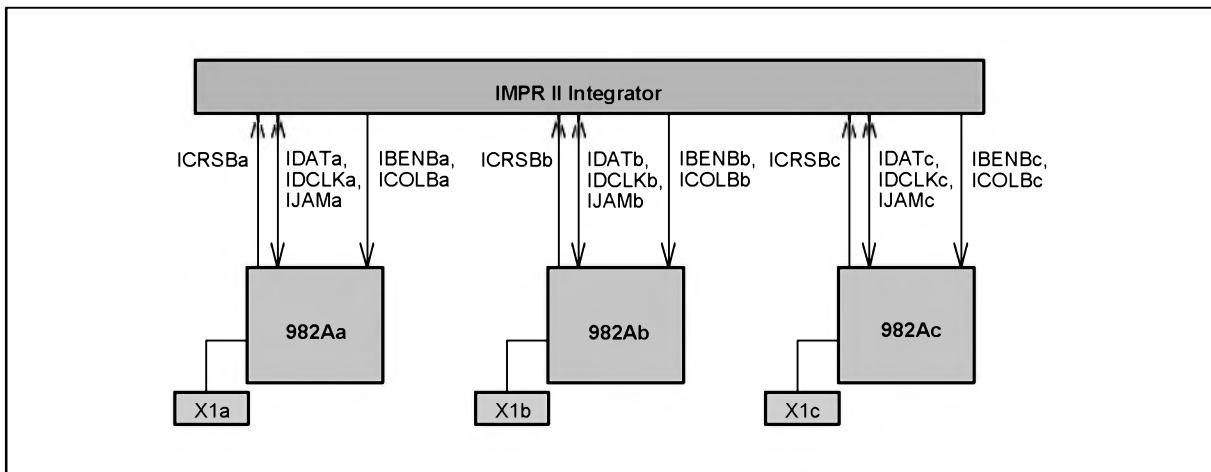 IMPR II Integrator
ICRSBa
IDATa,
IDCLKa,
IJAMa
IBENBa,
ICOLBa
ICRSBb
IDATb,
IDCLKb,
IJAMb
IBENBb,
ICOLBb
ICRSBc
IDATc,
IDCLKc,
IJAMc
IBENBc,
ICOLBc
982Aa
982Ab
982Ac
X1a
X1b
X1c